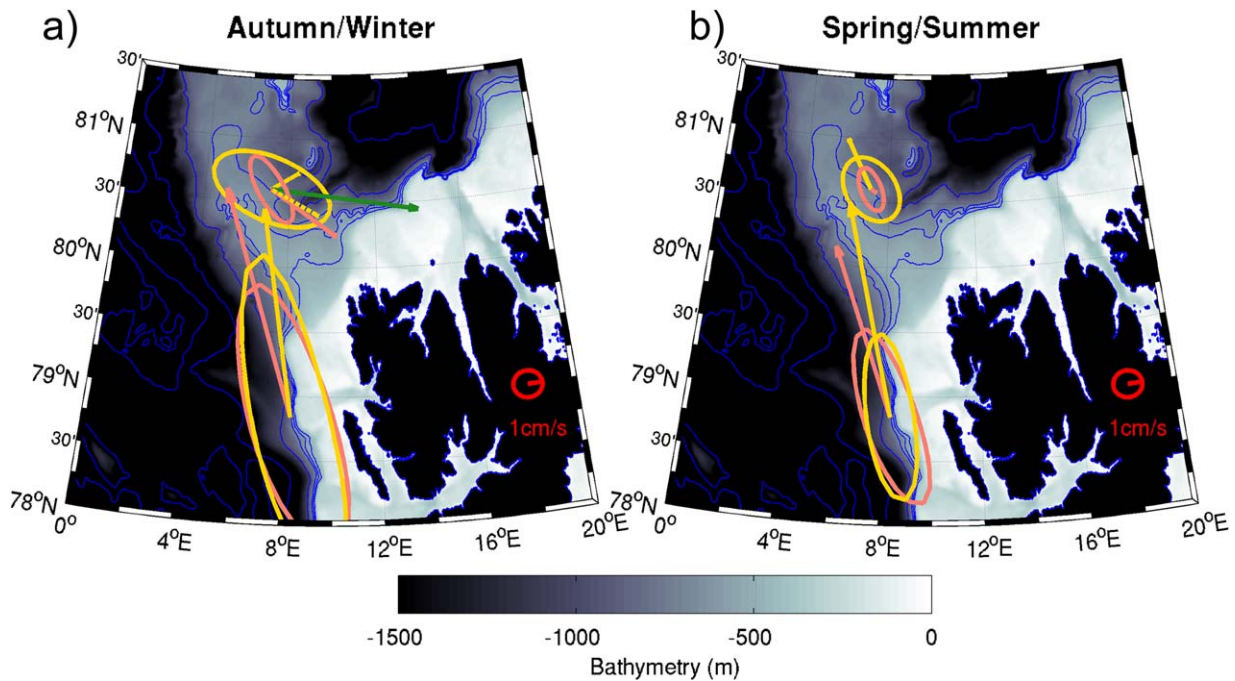 a)
Autumn/Winter
30'
81°N
30'
80°N
30'
79°N
30'
78°N
0°
4°E
8°E
12°E
16°E
20°E
1cm/s
b)
Spring/Summer
30'
81°N
30'
80°N
30'
79°N
30'
78°N
0°
4°E
8°E
12°E
16°E
20°E
1cm/s
-1500
-1000
-500
0
Bathymetry (m)